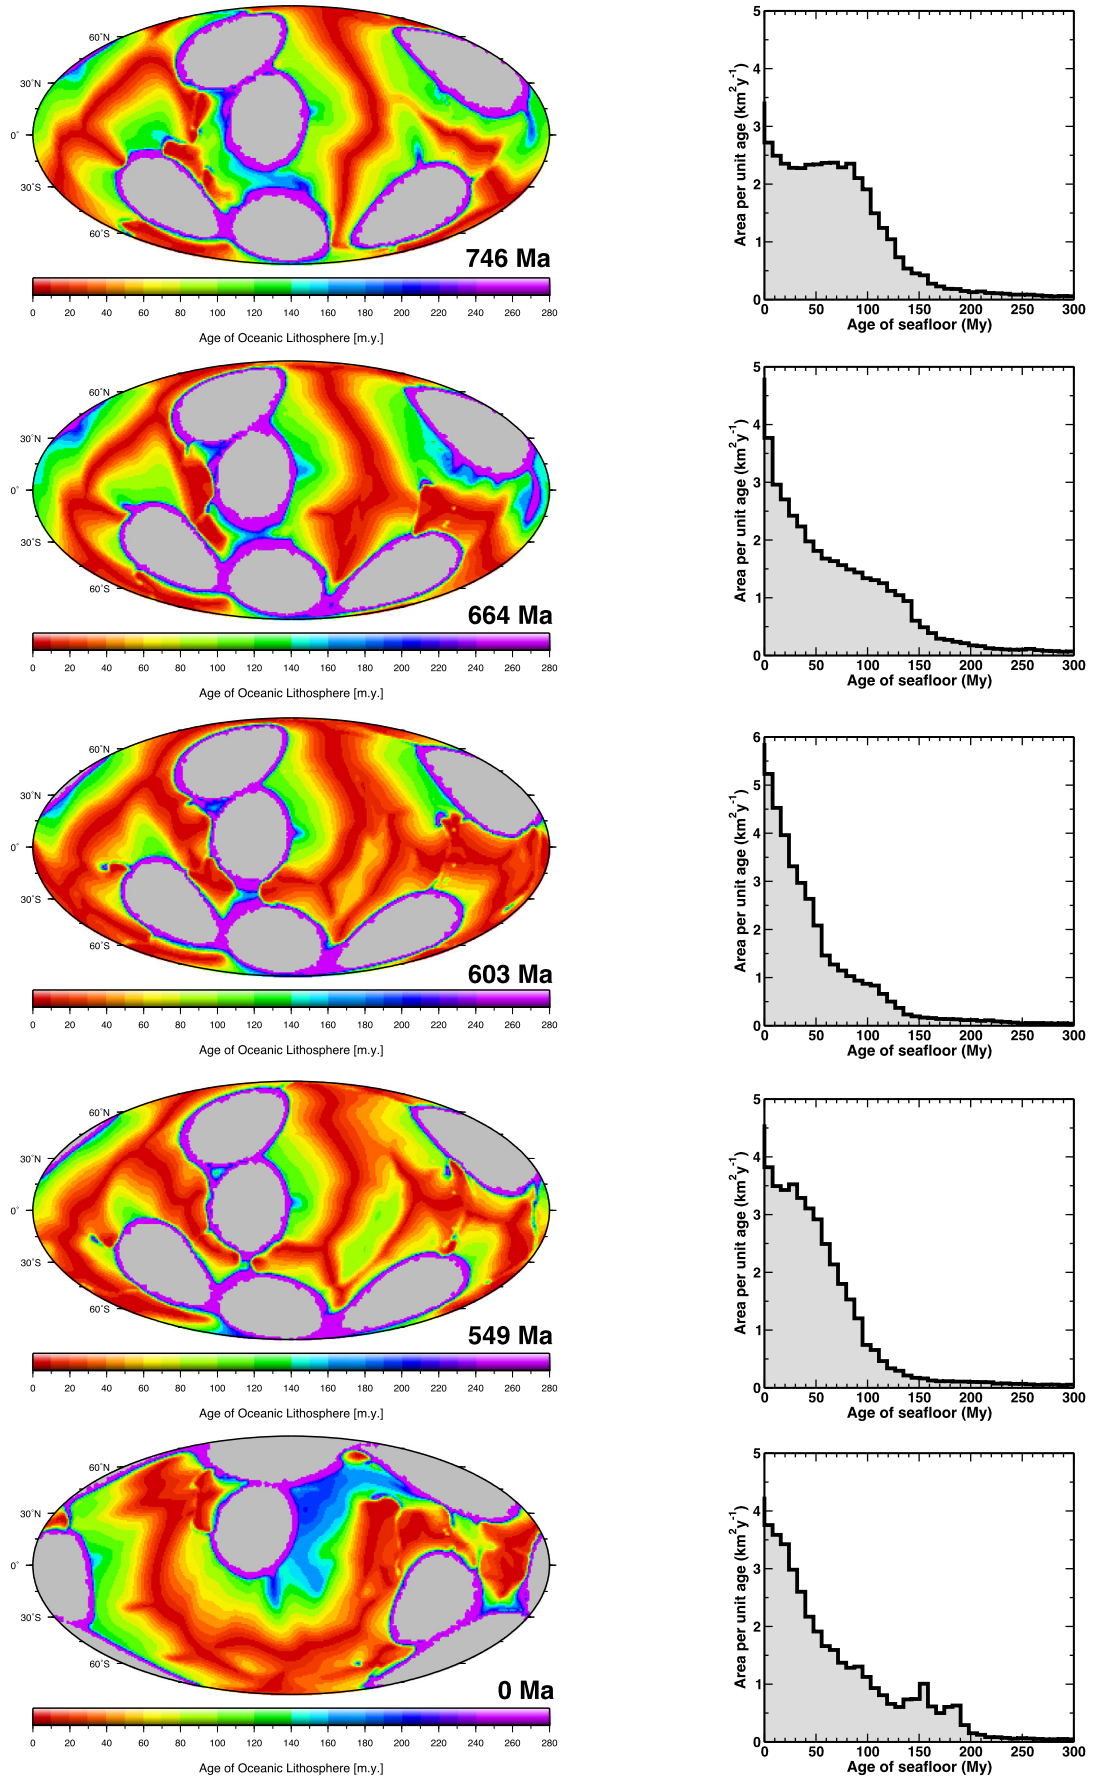 60°N
30°N
0°
30°S
60°S
746 Ma
0 20 40 60 80 100 120 140 160 180 200 220 240 260 280
Age of Oceanic Lithosphere [m.y.]
5
4
3
2
1
0
Area per unit age (km²y⁻¹)
0 50 100 150 200 250 300
Age of seafloor (My)
60°N
30°N
0°
30°S
60°S
664 Ma
0 20 40 60 80 100 120 140 160 180 200 220 240 260 280
Age of Oceanic Lithosphere [m.y.]
5
4
3
2
1
0
Area per unit age (km²y⁻¹)
0 50 100 150 200 250 300
Age of seafloor (My)
60°N
30°N
0°
30°S
60°S
603 Ma
0 20 40 60 80 100 120 140 160 180 200 220 240 260 280
Age of Oceanic Lithosphere [m.y.]
6
5
4
3
2
1
0
Area per unit age (km²y⁻¹)
0 50 100 150 200 250 300
Age of seafloor (My)
60°N
30°N
0°
30°S
60°S
549 Ma
0 20 40 60 80 100 120 140 160 180 200 220 240 260 280
Age of Oceanic Lithosphere [m.y.]
5
4
3
2
1
0
Area per unit age (km²y⁻¹)
0 50 100 150 200 250 300
Age of seafloor (My)
60°N
30°N
0°
30°S
60°S
0 Ma
0 20 40 60 80 100 120 140 160 180 200 220 240 260 280
Age of Oceanic Lithosphere [m.y.]
5
4
3
2
1
0
Area per unit age (km²y⁻¹)
0 50 100 150 200 250 300
Age of seafloor (My)